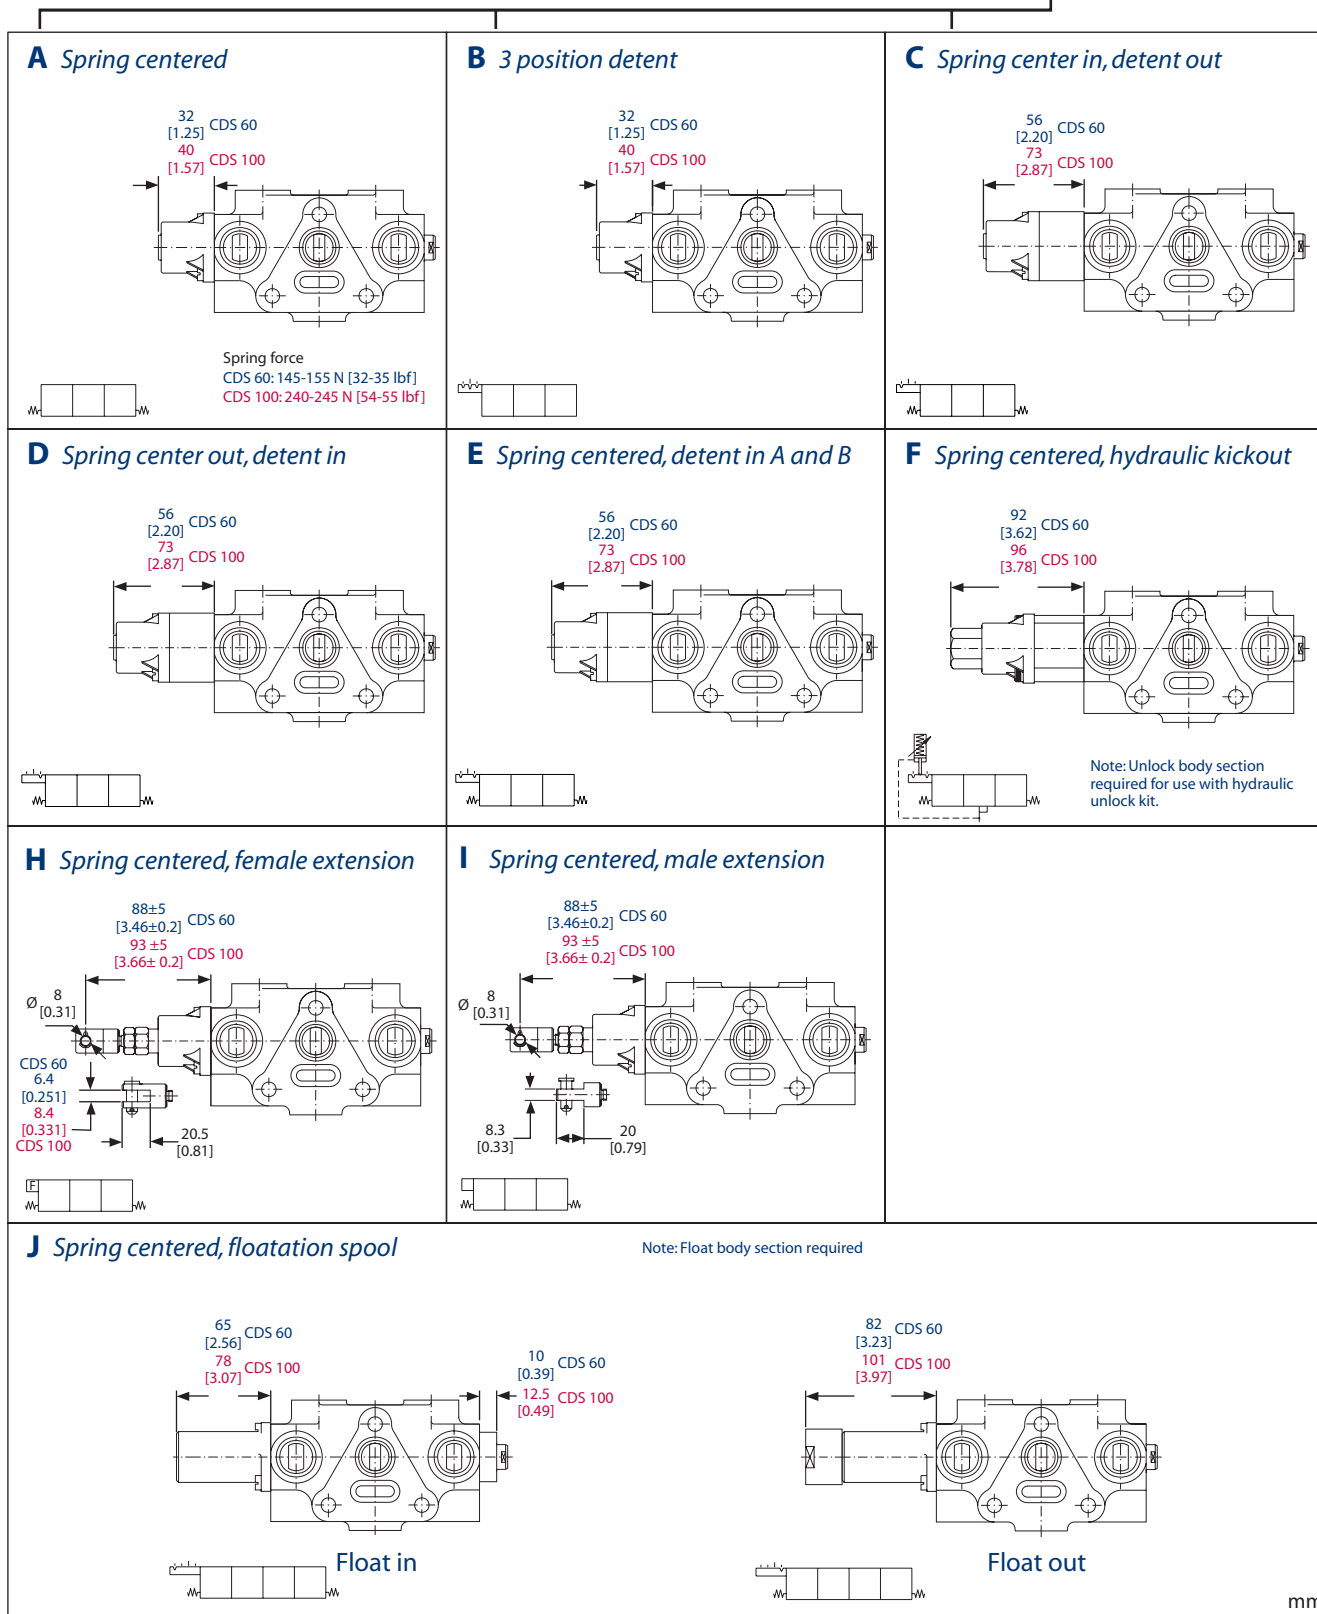 A Spring centered
32
[1.25] CDS 60
40
[1.57] CDS 100
Spring force
CDS 60: 145-155 N [32-35 lbf]
CDS 100: 240-245 N [54-55 lbf]
B 3 position detent
32
[1.25] CDS 60
40
[1.57] CDS 100
C Spring center in, detent out
56
[2.20] CDS 60
73
[2.87] CDS 100
D Spring center out, detent in
56
[2.20] CDS 60
73
[2.87] CDS 100
E Spring centered, detent in A and B
56
[2.20] CDS 60
73
[2.87] CDS 100
F Spring centered, hydraulic kickout
92
[3.62] CDS 60
96
[3.78] CDS 100
Note: Unlock body section
required for use with hydraulic
unlock kit.
H Spring centered, female extension
88±5
[3.46±0.2] CDS 60
93 ±5
[3.66± 0.2] CDS 100
Ø 8
[0.31]
CDS 60
6.4
[0.251]
8.4
[0.331]
CDS 100
20.5
[0.81]
F
I Spring centered, male extension
88±5
[3.46±0.2] CDS 60
93 ±5
[3.66± 0.2] CDS 100
Ø 8
[0.31]
8.3
[0.33]
20
[0.79]
J Spring centered, floatation spool
Note: Float body section required
65
[2.56] CDS 60
78
[3.07] CDS 100
10
[0.39] CDS 60
12.5
[0.49] CDS 100
Float in
82
[3.23] CDS 60
101
[3.97] CDS 100
Float out
mm